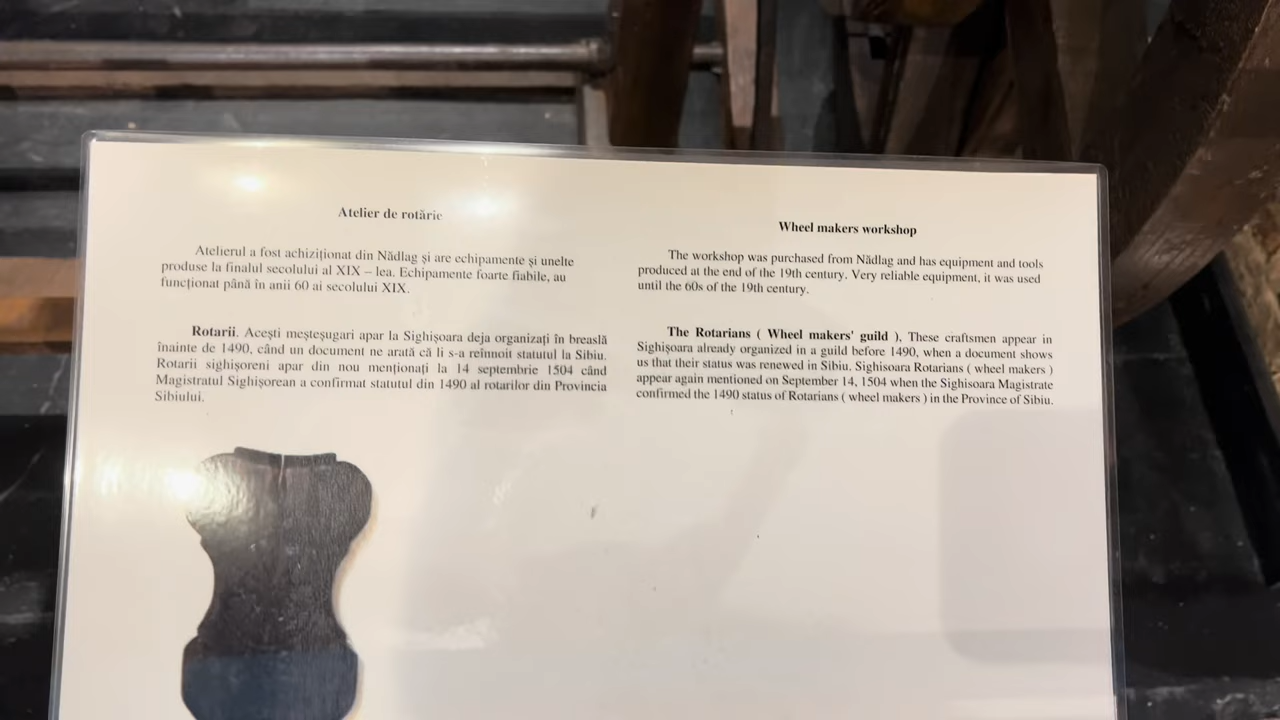 Atelier de rotărie
Atelierul a fost achiziționat din Nădlag și are echipamente și unelte
produse la finalul secolului al XIX – lea. Echipamente foarte fiabile, au
funcționat până în anii 60 ai secolului XIX.
Rotarii. Acești meșteșugari apar la Sighișoara deja organizați în breaslă
înainte de 1490, când un document ne arată că li s-a reînnoit statutul la Sibiu.
Rotarii sighișoreni apar din nou menționați la 14 septembrie 1504 când
Magistratul Sighișorean a confirmat statutul din 1490 al rotarilor din Provincia
Sibiului.
Wheel makers workshop
The workshop was purchased from Nădlag and has equipment and tools
produced at the end of the 19th century. Very reliable equipment, it was used
until the 60s of the 19th century.
The Rotarians ( Wheel makers' guild ). These craftsmen appear in
Sighișoara already organized in a guild before 1490, when a document shows
us that their status was renewed in Sibiu. Sighisoara Rotarians ( wheel makers )
appear again mentioned on September 14, 1504 when the Sighisoara Magistrate
confirmed the 1490 status of Rotarians ( wheel makers ) in the Province of Sibiu.